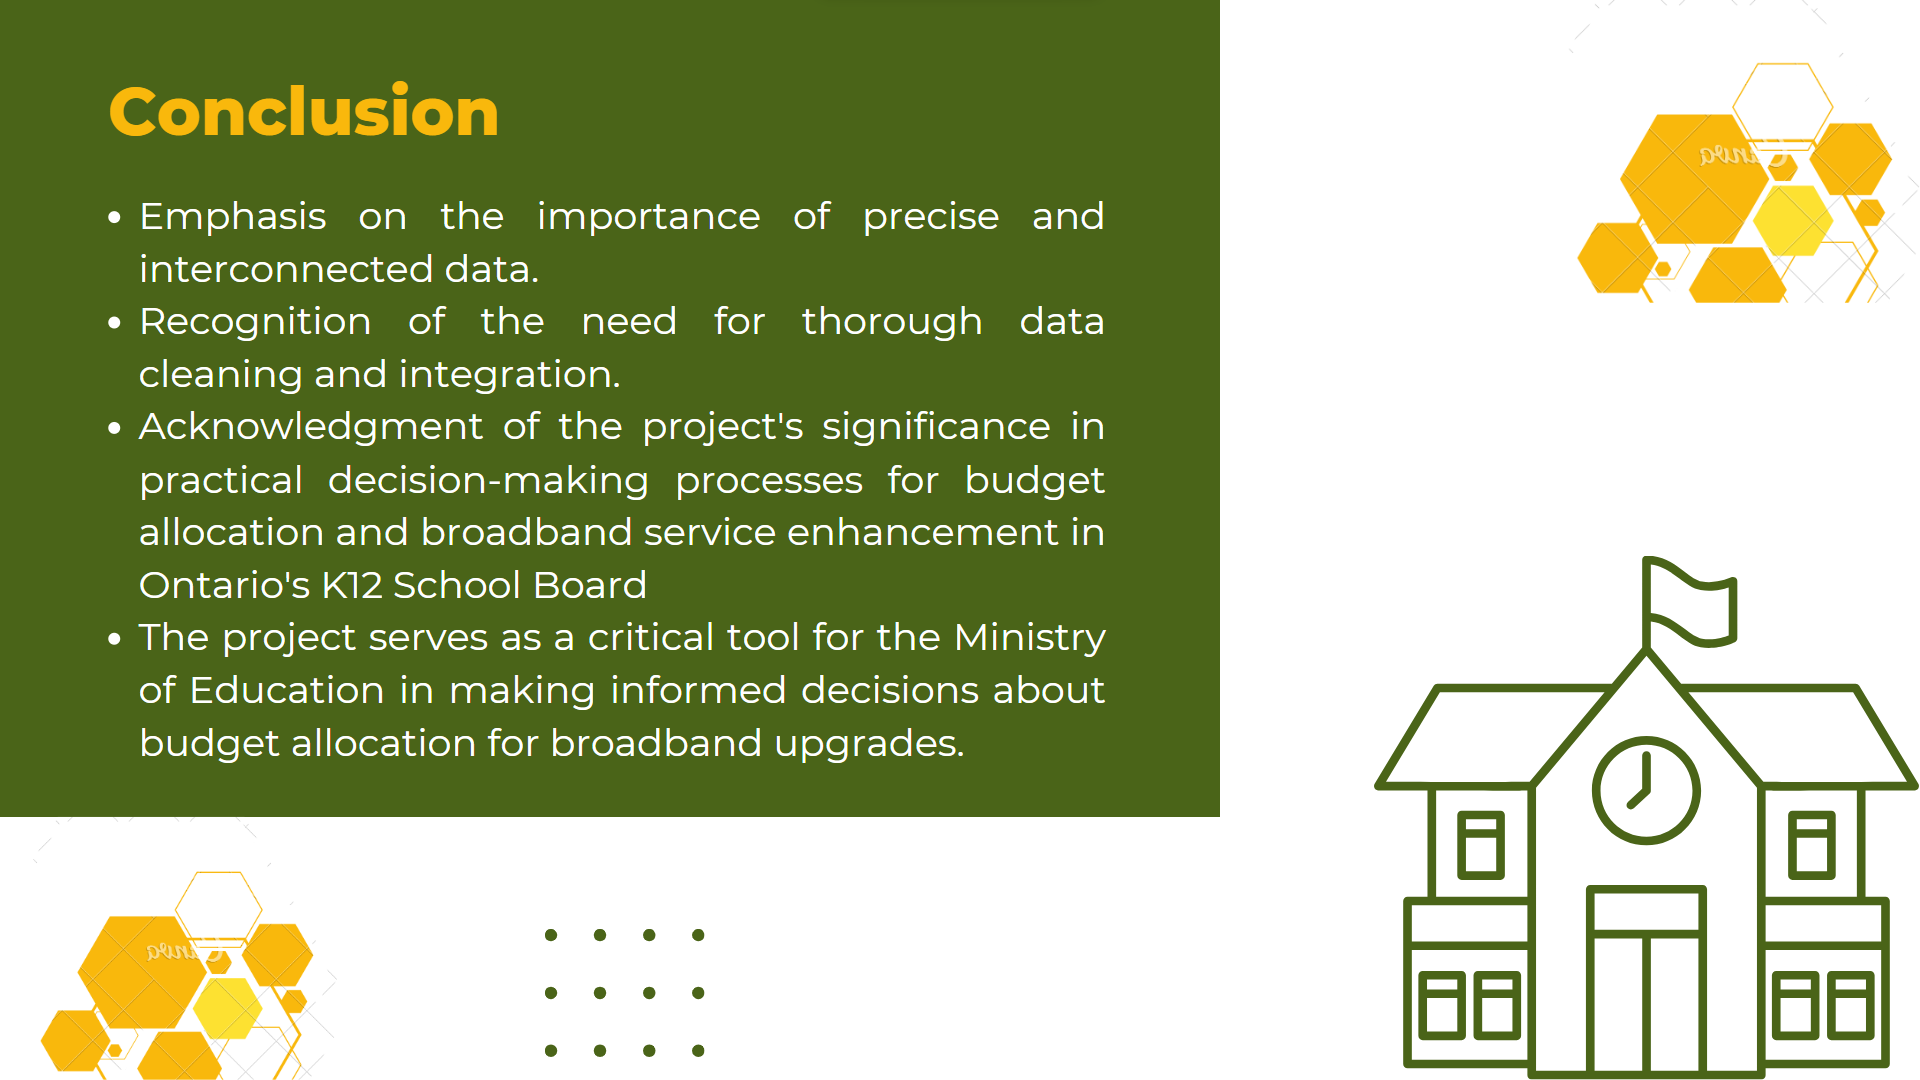 Conclusion
• Emphasis on the importance of precise and
interconnected data.
• Recognition of the need for thorough data
cleaning and integration.
• Acknowledgment of the project's significance in
practical decision-making processes for budget
allocation and broadband service enhancement in
Ontario's K12 School Board
• The project serves as a critical tool for the Ministry
of Education in making informed decisions about
budget allocation for broadband upgrades.
Canva
Canva